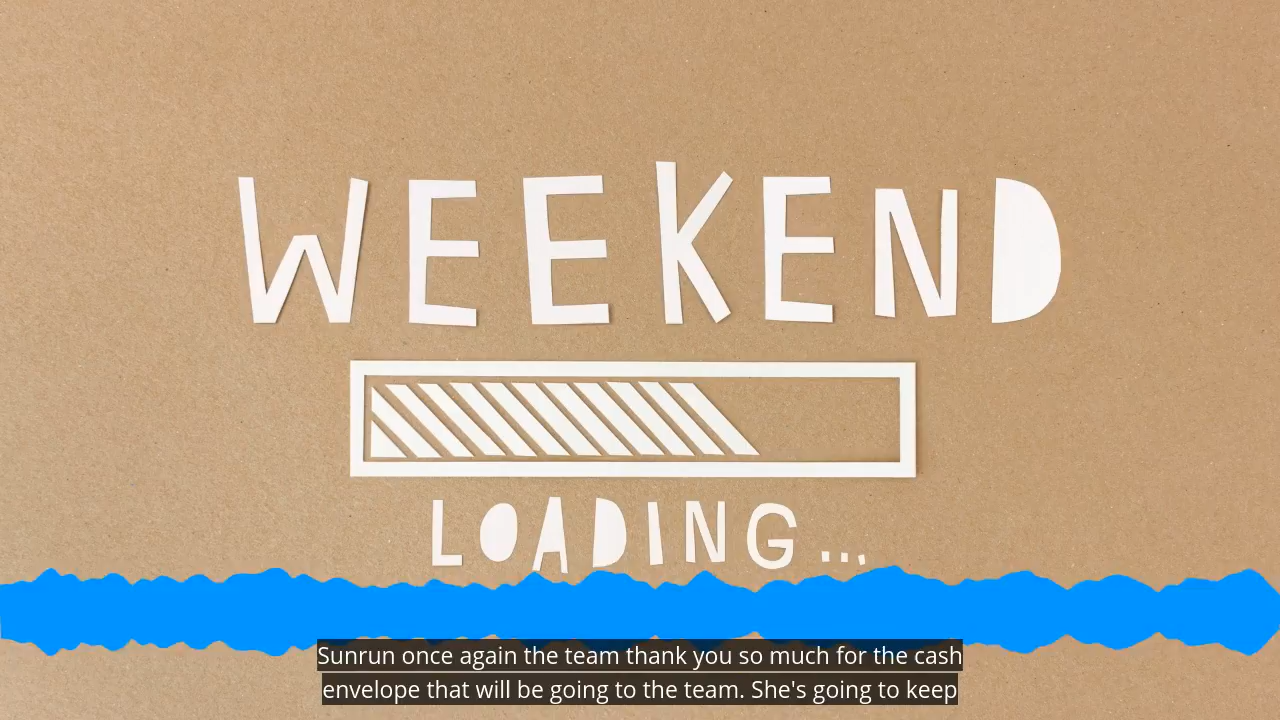 WEEKEND
LOADING...
Sunrun once again the team thank you so much for the cash
envelope that will be going to the team. She's going to keep